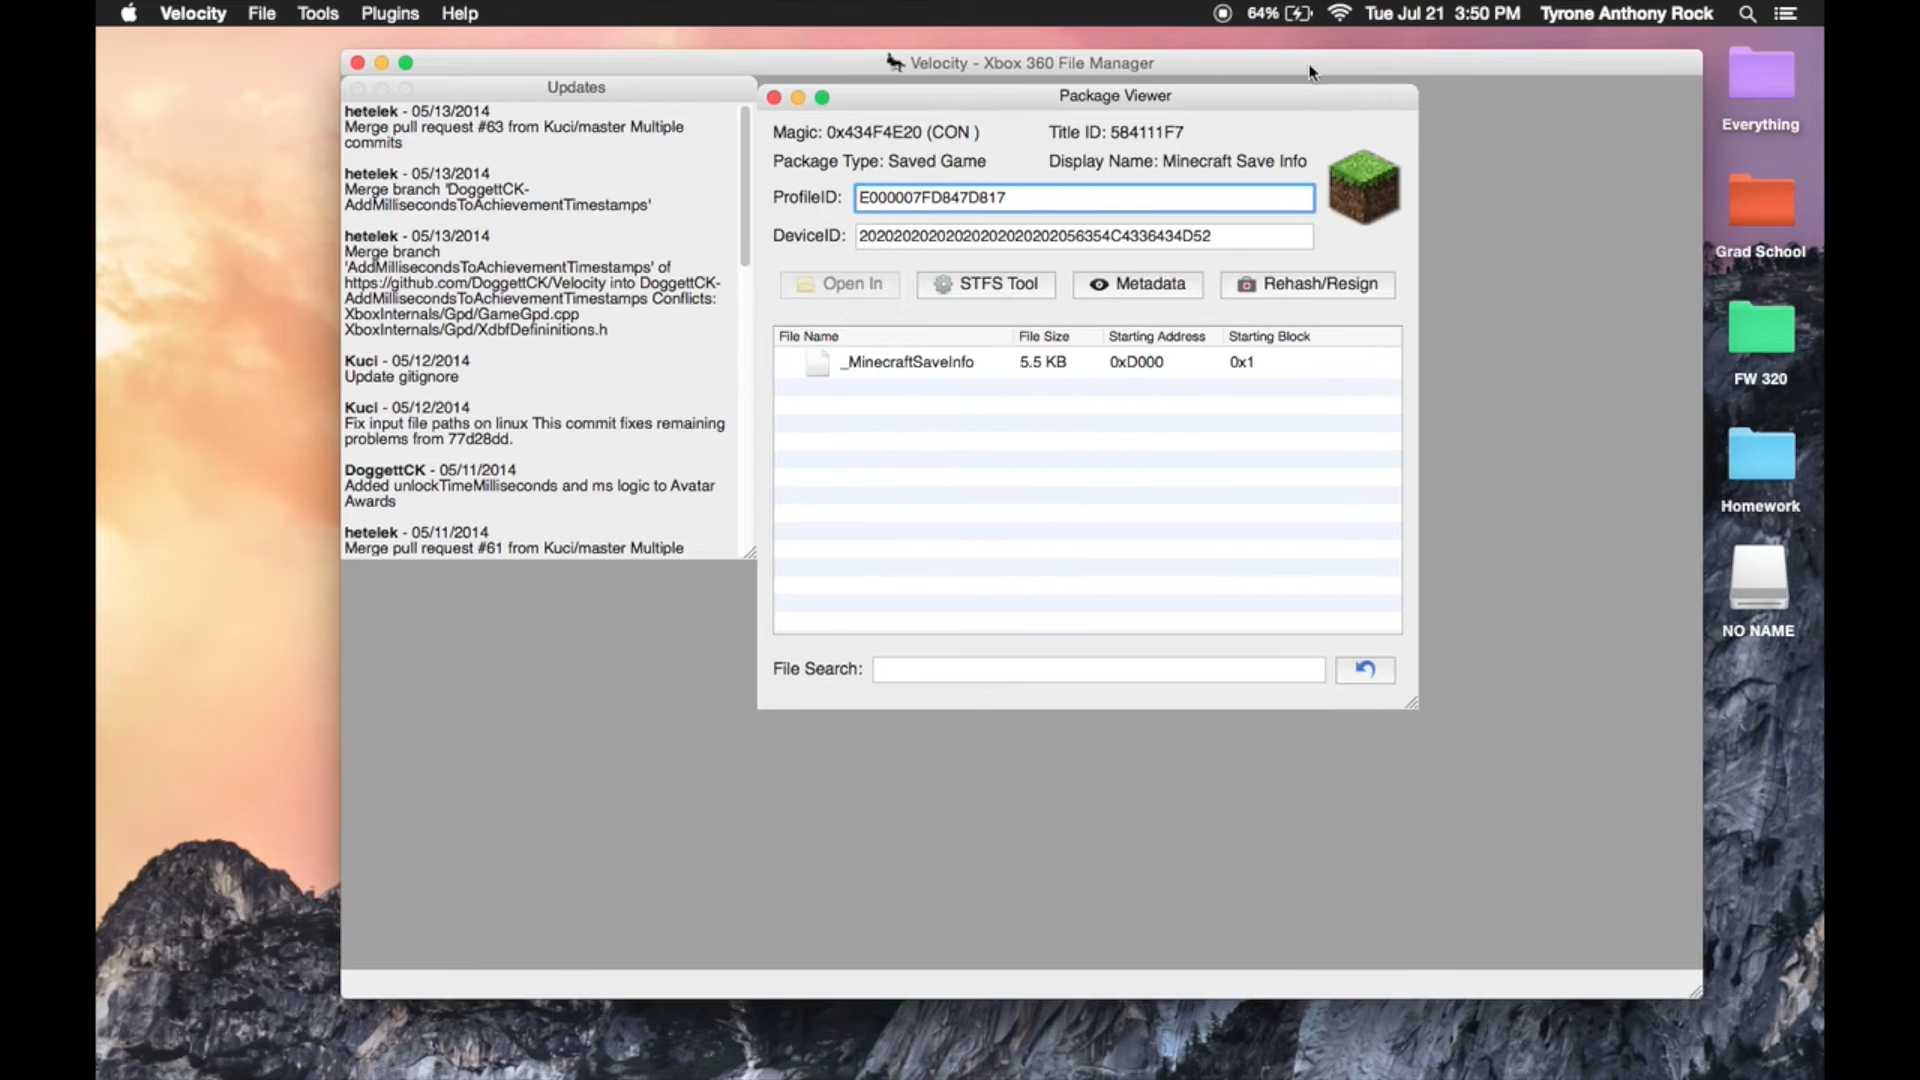 Velocity File Tools Plugins Help 64% Tue Jul 21 3:50 PM Tyrone Anthony Rock
Velocity - Xbox 360 File Manager
Updates
hetelek - 05/13/2014
Merge pull request #63 from Kuci/master Multiple
commits
hetelek - 05/13/2014
Merge branch 'DoggettCK-
AddMillisecondsToAchievementTimestamps'
hetelek - 05/13/2014
Merge branch
'AddMillisecondsToAchievementTimestamps' of
https://github.com/DoggettCK/Velocity into DoggettCK-
AddMillisecondsToAchievementTimestamps Conflicts:
XboxInternals/Gpd/GameGpd.cpp
XboxInternals/Gpd/XdbfDefininitions.h
Kuci - 05/12/2014
Update gitignore
Kuci - 05/12/2014
Fix input file paths on linux This commit fixes remaining
problems from 77d28dd.
DoggettCK - 05/11/2014
Added unlockTimeMilliseconds and ms logic to Avatar
Awards
hetelek - 05/11/2014
Merge pull request #61 from Kuci/master Multiple
Package Viewer
Magic: 0x434F4E20 (CON ) Title ID: 584111F7
Package Type: Saved Game Display Name: Minecraft Save Info
ProfileID: E000007FD847D817
DeviceID: 2020202020202020202020202056354C4336434D52
Open In STFS Tool Metadata Rehash/Resign
File Name File Size Starting Address Starting Block
_MinecraftSaveInfo 5.5 KB 0xD000 0x1
File Search:
Everything
Grad School
FW 320
Homework
NO NAME